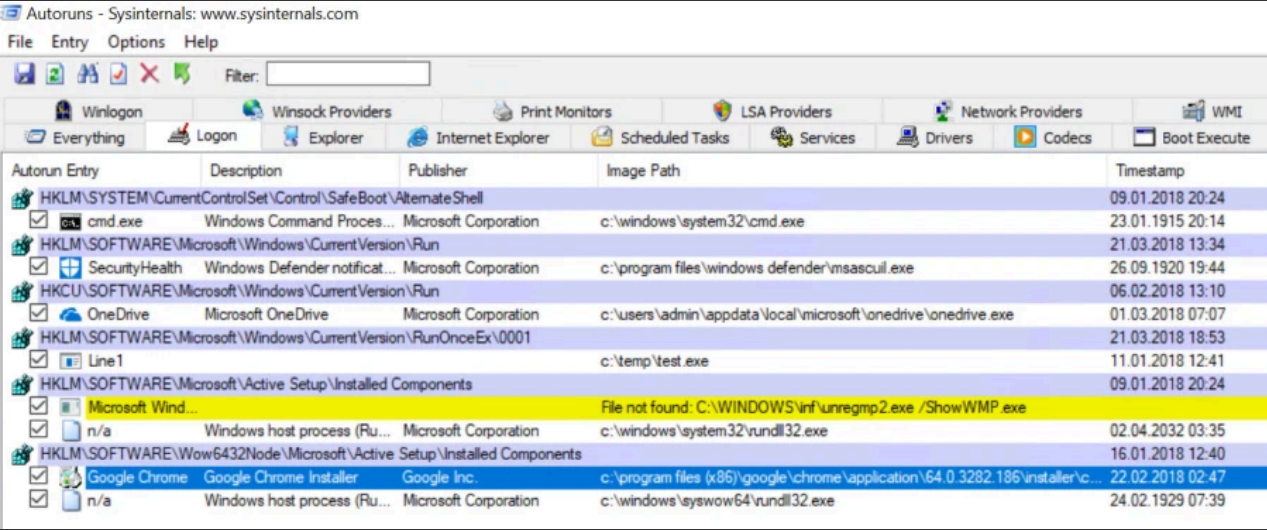 Autoruns - Sysinternals: www.sysinternals.com
File Entry Options Help
Filter:
Winlogon Winsock Providers Print Monitors LSA Providers Network Providers WMI
Everything Logon Explorer Internet Explorer Scheduled Tasks Services Drivers Codecs Boot Execute
Autorun Entry Description Publisher Image Path Timestamp
HKLM\SYSTEM\CurrentControlSet\Control\SafeBoot\AlternateShell 09.01.2018 20:24
cmd.exe Windows Command Proces... Microsoft Corporation c:\windows\system32\cmd.exe 23.01.1915 20:14
HKLM\SOFTWARE\Microsoft\Windows\CurrentVersion\Run 21.03.2018 13:34
SecurityHealth Windows Defender notificat... Microsoft Corporation c:\program files\windows defender\msascuil.exe 26.09.1920 19:44
HKCU\SOFTWARE\Microsoft\Windows\CurrentVersion\Run 06.02.2018 13:10
OneDrive Microsoft OneDrive Microsoft Corporation c:\users\admin\appdata\local\microsoft\onedrive\onedrive.exe 01.03.2018 07:07
HKLM\SOFTWARE\Microsoft\Windows\CurrentVersion\RunOnceEx\0001 21.03.2018 18:53
Line1 c:\temp\test.exe 11.01.2018 12:41
HKLM\SOFTWARE\Microsoft\Active Setup\Installed Components 09.01.2018 20:24
Microsoft Wind... File not found: C:\WINDOWS\inf\unregmp2.exe /ShowWMP.exe
n/a Windows host process (Ru... Microsoft Corporation c:\windows\system32\rundll32.exe 02.04.2032 03:35
HKLM\SOFTWARE\Wow6432Node\Microsoft\Active Setup\Installed Components 16.01.2018 12:40
Google Chrome Google Chrome Installer Google Inc. c:\program files (x86)\google\chrome\application\64.0.3282.186\installer\c... 22.02.2018 02:47
n/a Windows host process (Ru... Microsoft Corporation c:\windows\syswow64\rundll32.exe 24.02.1929 07:39